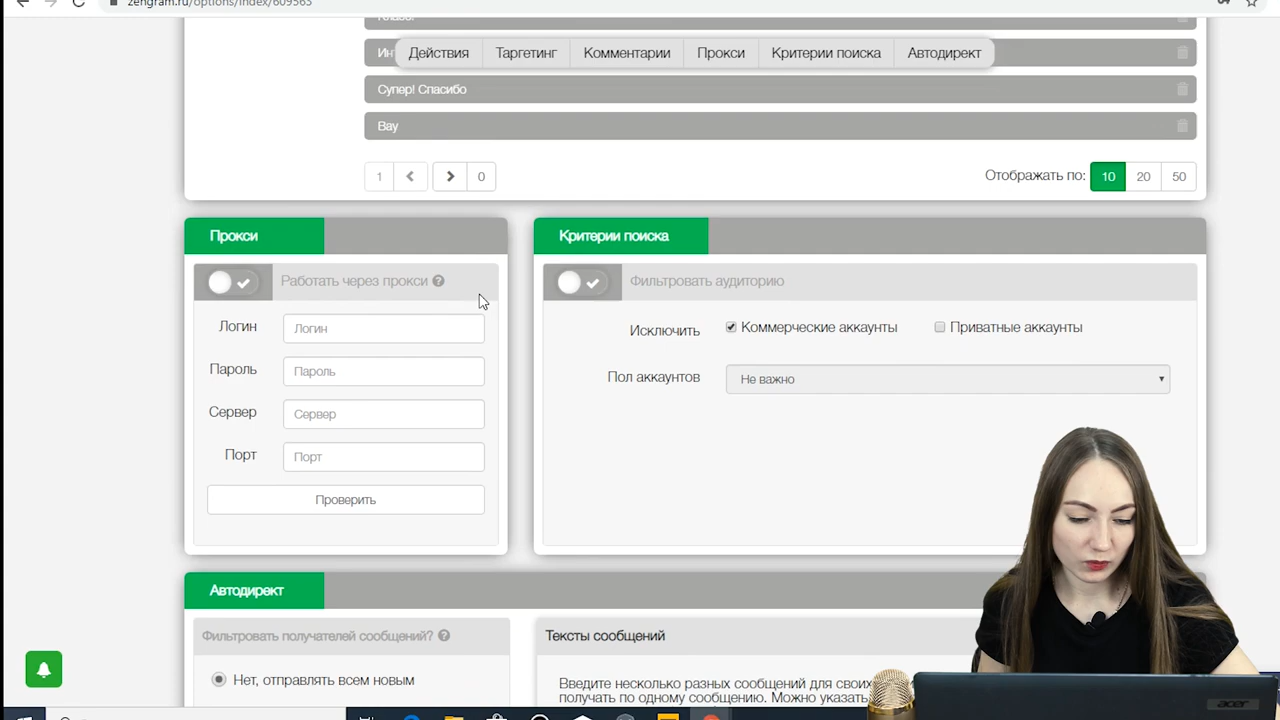 zengram.ru/options/index/609563
Действия Таргетинг Комментарии Прокси Критерии поиска Автодирект
Супер! Спасибо
Вау
1 0 Отображать по: 10 20 50
Прокси
Работать через прокси ?
Логин Логин
Пароль Пароль
Сервер Сервер
Порт Порт
Проверить
Критерии поиска
Фильтровать аудиторию
Исключить Коммерческие аккаунты Приватные аккаунты
Пол аккаунтов Не важно
Автодирект
Фильтровать получателей сообщений? ?
Нет, отправлять всем новым
Тексты сообщений
Введите несколько разных сообщений для своих
получать по одному сообщению. Можно указать
acer